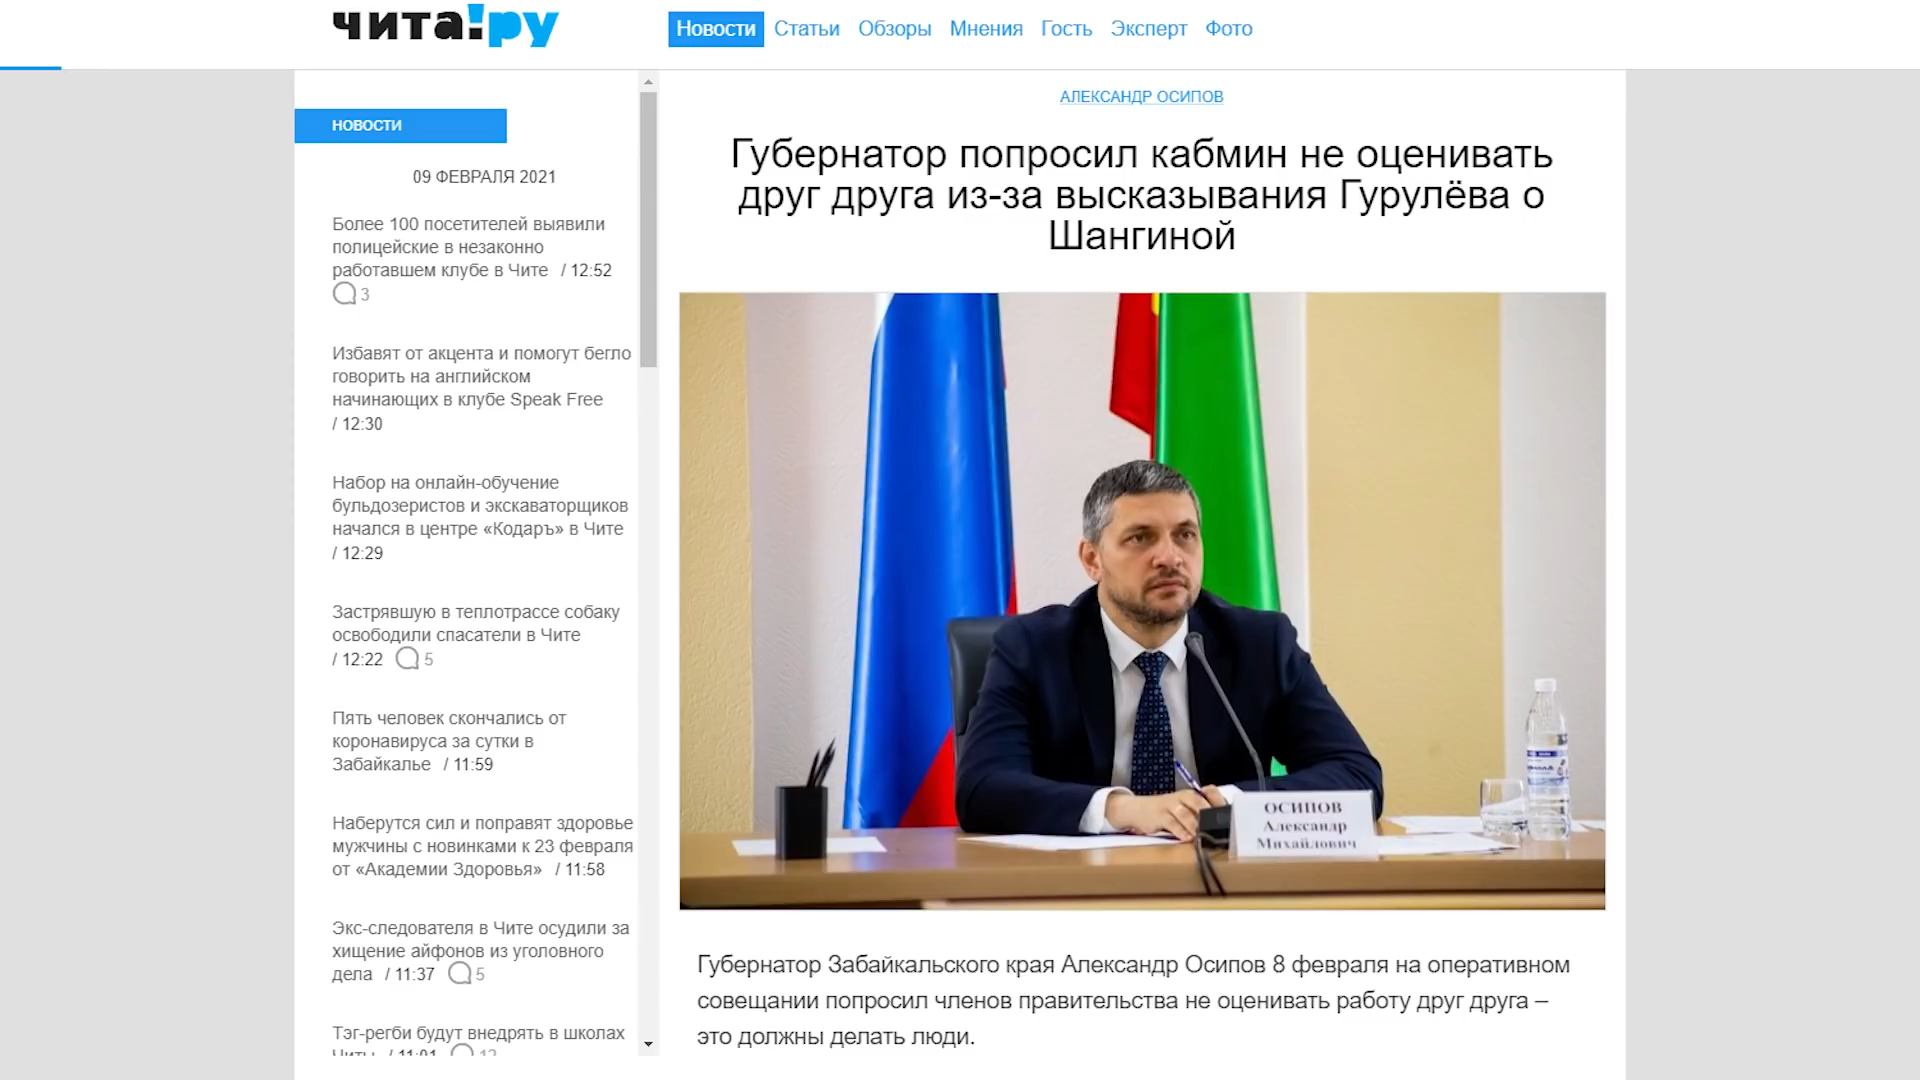 чита!ру
Новости Статьи Обзоры Мнения Гость Эксперт Фото
НОВОСТИ
09 ФЕВРАЛЯ 2021
Более 100 посетителей выявили
полицейские в незаконно
работавшем клубе в Чите / 12:52
3
Избавят от акцента и помогут бегло
говорить на английском
начинающих в клубе Speak Free
/ 12:30
Набор на онлайн-обучение
бульдозеристов и экскаваторщиков
начался в центре «Кодаръ» в Чите
/ 12:29
Застрявшую в теплотрассе собаку
освободили спасатели в Чите
/ 12:22 5
Пять человек скончались от
коронавируса за сутки в
Забайкалье / 11:59
Наберутся сил и поправят здоровье
мужчины с новинками к 23 февраля
от «Академии Здоровья» / 11:58
Экс-следователя в Чите осудили за
хищение айфонов из уголовного
дела / 11:37 5
Тэг-регби будут внедрять в школах
Читы / 11:01 12
АЛЕКСАНДР ОСИПОВ
Губернатор попросил кабмин не оценивать
друг друга из-за высказывания Гурулёва о
Шангиной
ОСИПОВ
Александр
Михайлович
Губернатор Забайкальского края Александр Осипов 8 февраля на оперативном
совещании попросил членов правительства не оценивать работу друг друга –
это должны делать люди.